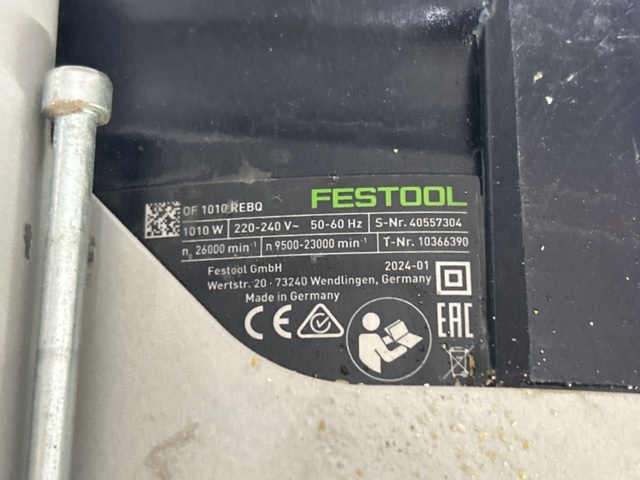 OF 1010 REBQ FESTOOL
1010 W 220-240 V~ 50-60 Hz S-Nr. 40557304
n₀ 26000 min⁻¹ n 9500-23000 min⁻¹ T-Nr. 10366390
Festool GmbH 2024-01
Wertstr. 20 · 73240 Wendlingen, Germany
Made in Germany
CE EAC